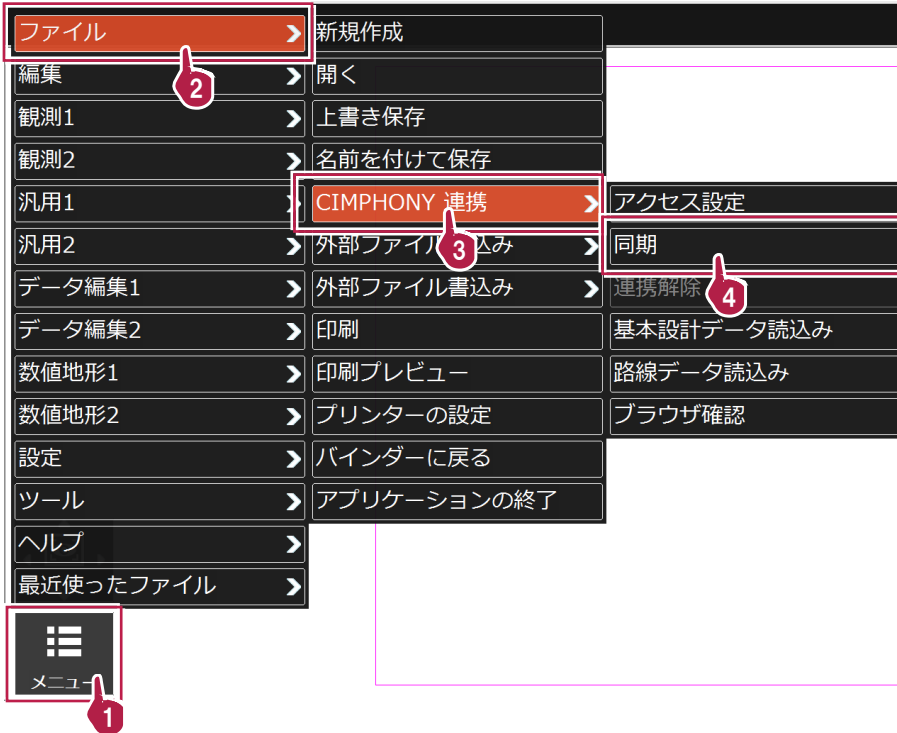 ファイル
編集
観測1
観測2
汎用1
汎用2
データ編集1
データ編集2
数値地形1
数値地形2
設定
ツール
ヘルプ
最近使ったファイル
メニュー
新規作成
開く
上書き保存
名前を付けて保存
CIMPHONY 連携
外部ファイル 込み
外部ファイル書込み
印刷
印刷プレビュー
プリンターの設定
バインダーに戻る
アプリケーションの終了
アクセス設定
同期
連携解除
基本設計データ読込み
路線データ読込み
ブラウザ確認
1
2
3
4